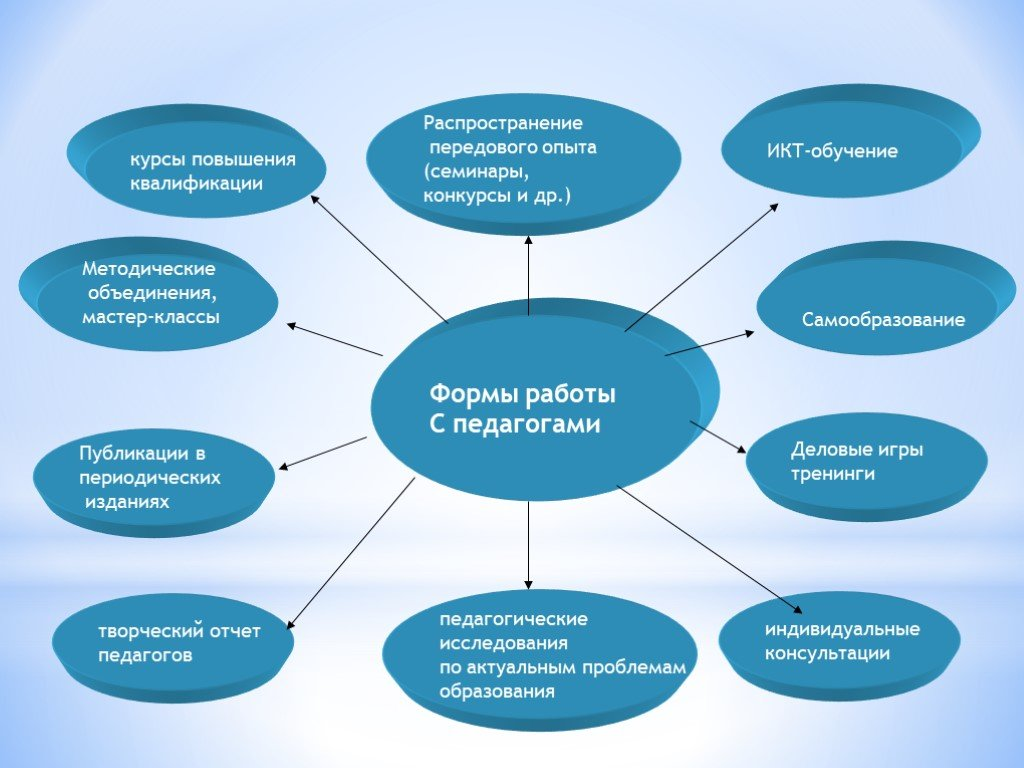 курсы повышения
квалификации
Распространение
передового опыта
(семинары,
конкурсы и др.)
ИКТ-обучение
Методические
объединения,
мастер-классы
Самообразование
Формы работы
С педагогами
Публикации в
периодических
изданиях
Деловые игры
тренинги
творческий отчет
педагогов
педагогические
исследования
по актуальным проблемам
образования
индивидуальные
консультации